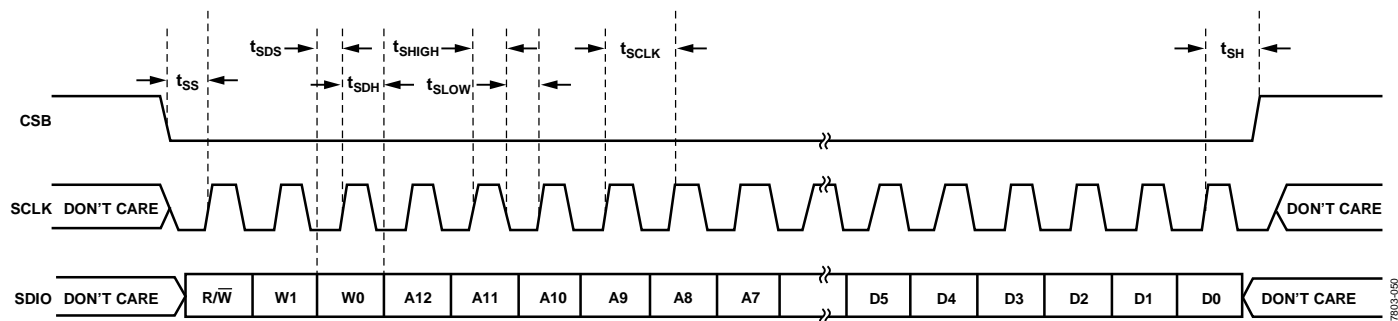 tSDS tSHIGH tSCLK tSH
tSS tSDH tSLOW
CSB
SCLK DON'T CARE DON'T CARE
SDIO DON'T CARE R/W̅ W1 W0 A12 A11 A10 A9 A8 A7 D5 D4 D3 D2 D1 D0 DON'T CARE
7803-050